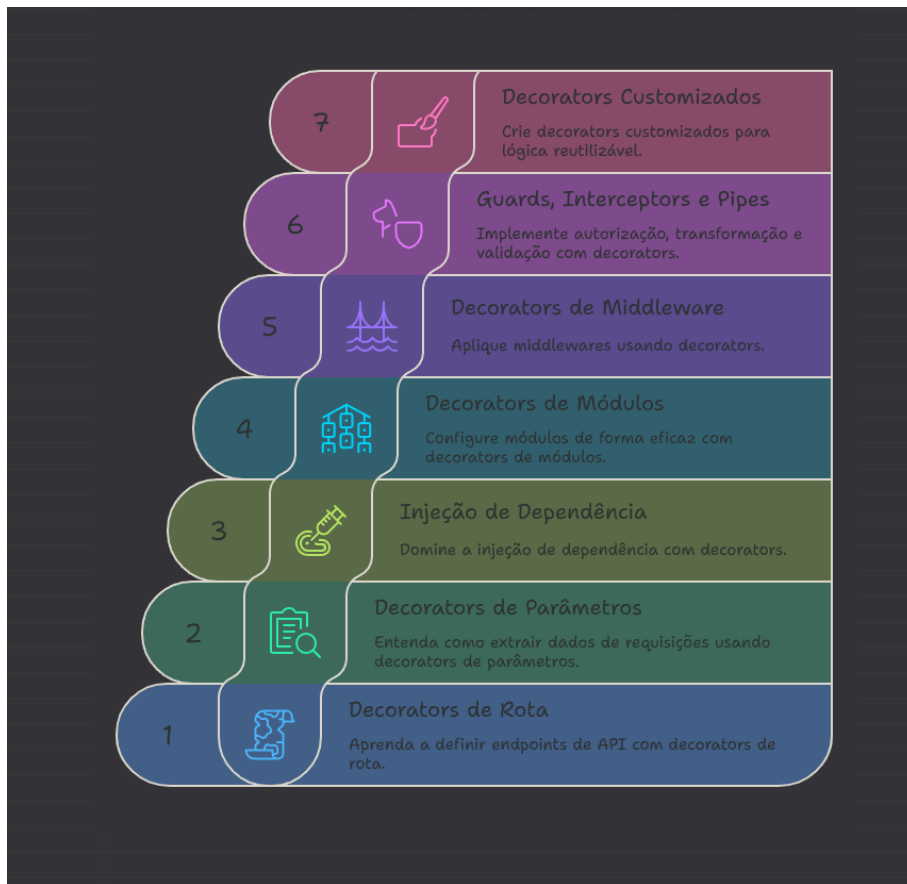 7
Decorators Customizados
Crie decorators customizados para
lógica reutilizável.
6
Guards, Interceptors e Pipes
Implemente autorização, transformação e
validação com decorators.
5
Decorators de Middleware
Aplique middlewares usando decorators.
4
Decorators de Módulos
Configure módulos de forma eficaz com
decorators de módulos.
3
Injeção de Dependência
Domine a injeção de dependência com decorators.
2
Decorators de Parâmetros
Entenda como extrair dados de requisições usando
decorators de parâmetros.
1
Decorators de Rota
Aprenda a definir endpoints de API com decorators de
rota.